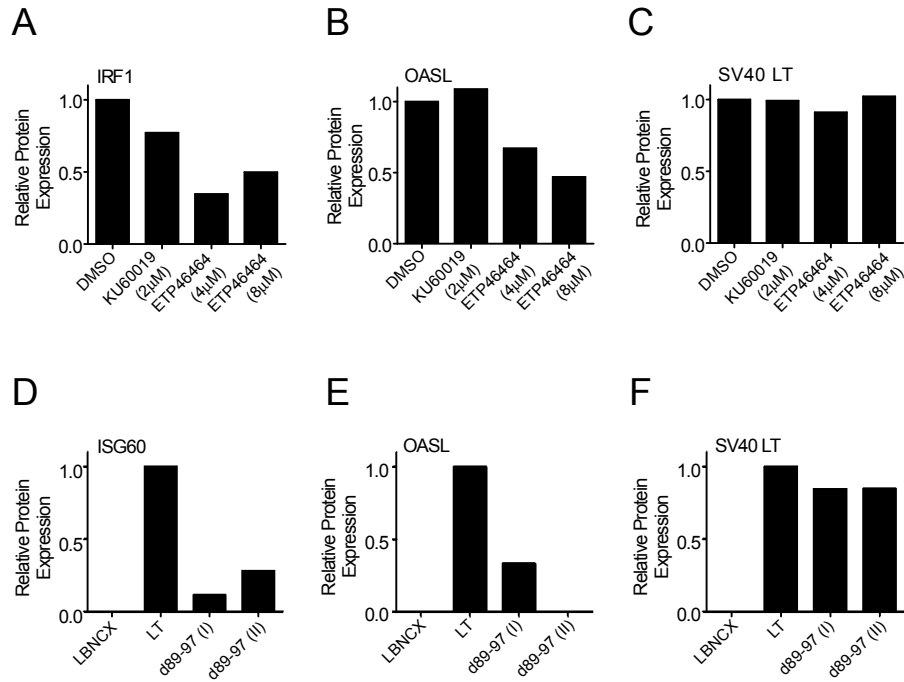 A
IRF1
Relative Protein
Expression
1.0
0.5
0.0
DMSO
KU60019
(2μM)
ETP46464
(4μM)
ETP46464
(8μM)
B
OASL
Relative Protein
Expression
1.0
0.5
0.0
DMSO
KU60019
(2μM)
ETP46464
(4μM)
ETP46464
(8μM)
C
SV40 LT
Relative Protein
Expression
1.0
0.5
0.0
DMSO
KU60019
(2μM)
ETP46464
(4μM)
ETP46464
(8μM)
D
ISG60
Relative Protein
Expression
1.0
0.5
0.0
LBNCX
LT
d89-97 (I)
d89-97 (II)
E
OASL
Relative Protein
Expression
1.0
0.5
0.0
LBNCX
LT
d89-97 (I)
d89-97 (II)
F
SV40 LT
Relative Protein
Expression
1.0
0.5
0.0
LBNCX
LT
d89-97 (I)
d89-97 (II)